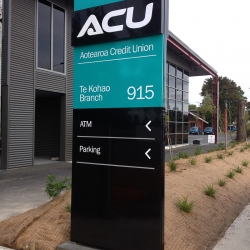 ACU
Aotearoa Credit Union
Te Kohao
Branch 915
ATM
Parking